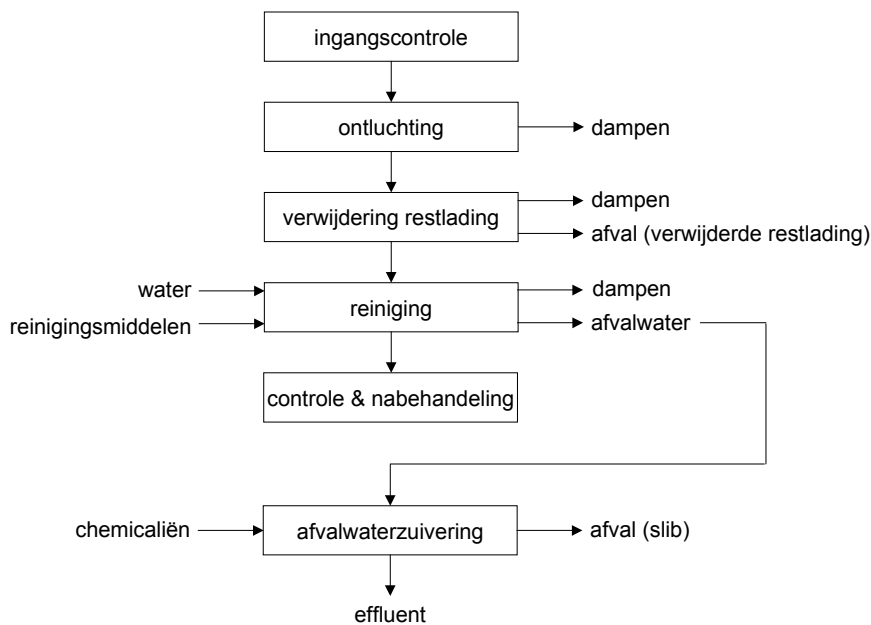 ingangscontrole
ontluchting
dampen
dampen
verwijdering restlading
afval (verwijderde restlading)
water
dampen
reiniging
reinigingsmiddelen
afvalwater
controle & nabehandeling
chemicaliën
afvalwaterzuivering
afval (slib)
effluent